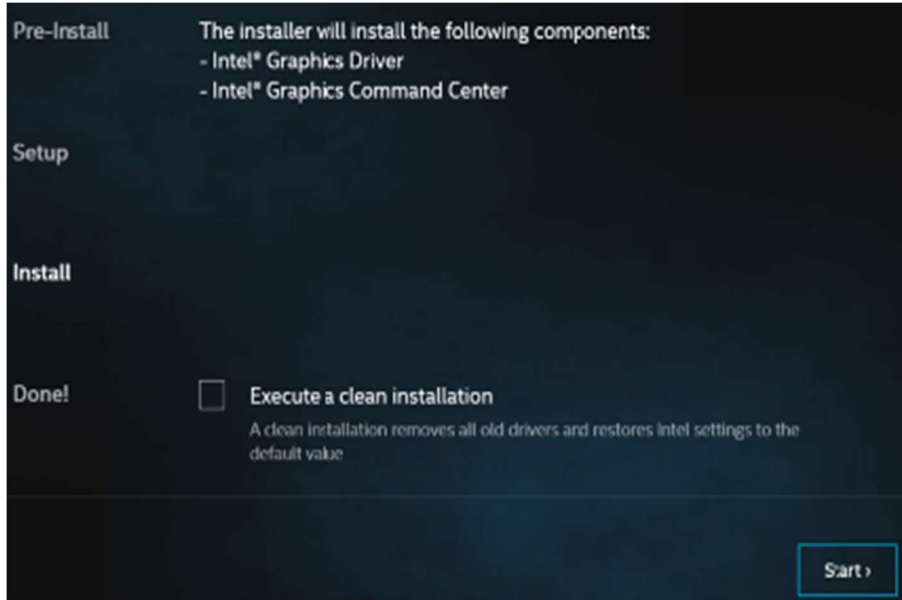 Pre-Install
The installer will install the following components:
- Intel® Graphics Driver
- Intel® Graphics Command Center
Setup
Install
Done!
Execute a clean installation
A clean installation removes all old drivers and restores Intel settings to the
default value
Start ›